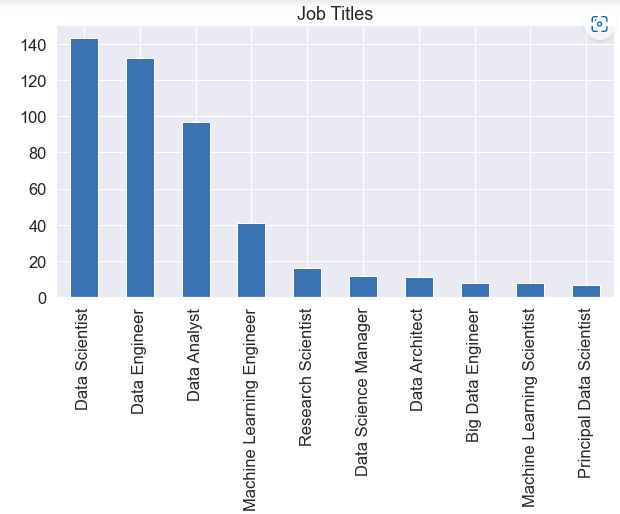 Job Titles
140
120
100
80
60
40
20
0
Data Scientist
Data Engineer
Data Analyst
Machine Learning Engineer
Research Scientist
Data Science Manager
Data Architect
Big Data Engineer
Machine Learning Scientist
Principal Data Scientist